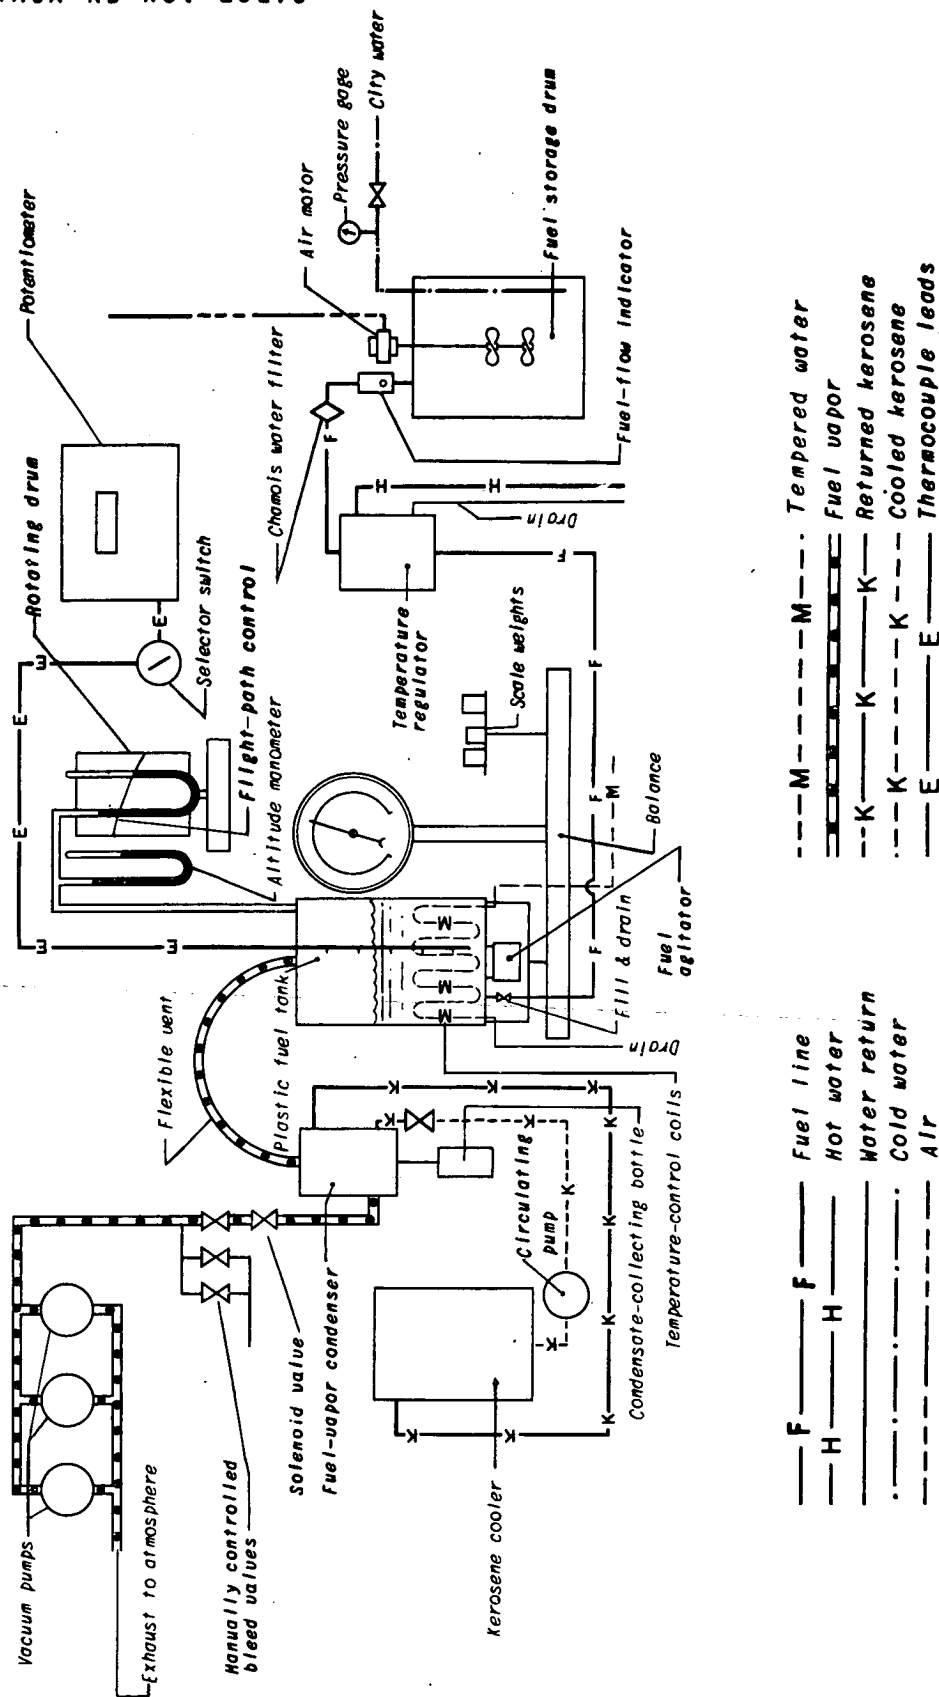 Vacuum pumps
Exhaust to atmosphere
Manually controlled
bleed valves
Solenoid valve
Fuel-vapor condenser
Kerosene cooler
Circulating
pump
Condensate-collecting bottle
Temperature-control coils
Flexible vent
Plastic fuel tank
Drain
Fill & drain
Fuel
agitator
Balance
Scale weights
Altitude manometer
Flight-path control
Rotating drum
Selector switch
Potentiometer
Temperature
regulator
Drain
Chamois water filter
Air motor
Pressure gage
City water
Fuel storage drum
Fuel-flow indicator
E E E E E E
F F F F F
H H
M M M M
K K K K K K K K K K
F F Fuel line
H H Hot water
Water return
Cold water
Air
M M Tempered water
Fuel vapor
K K K Returned kerosene
K K Cooled kerosene
E E Thermocouple leads